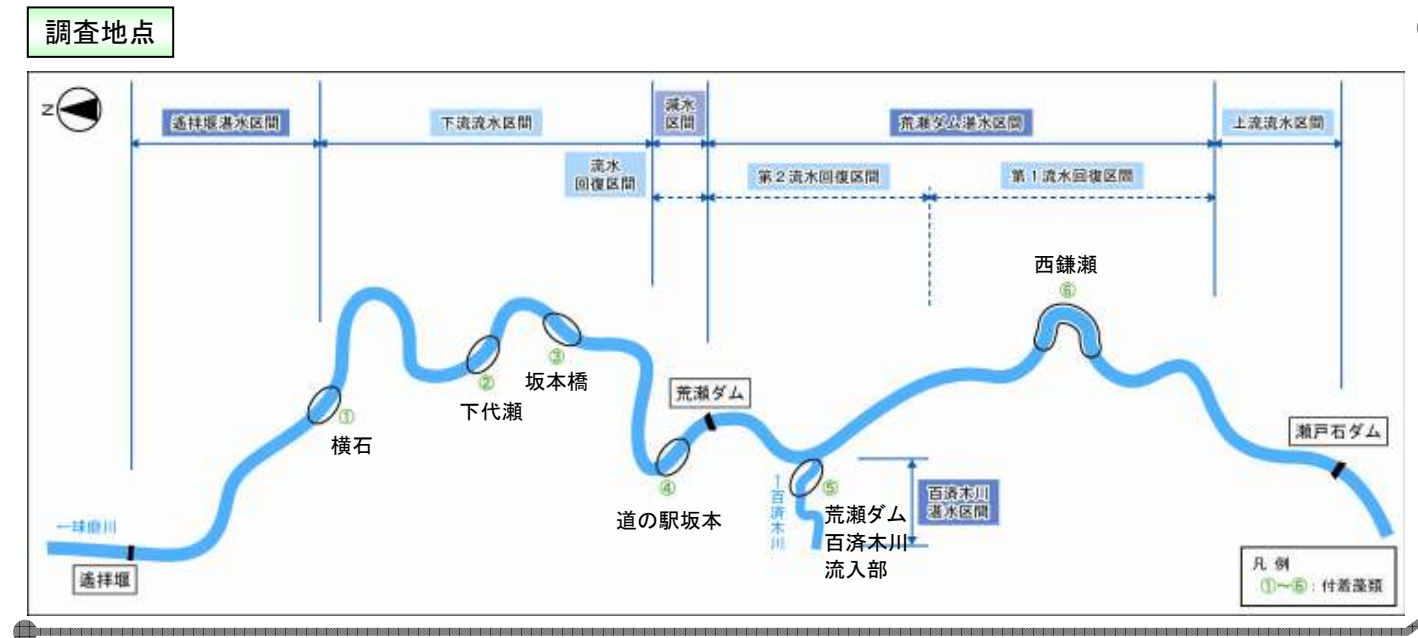 調査地点
N
遙拝堰湛水区間
下流流水区間
減水
区間
荒瀬ダム湛水区間
上流流水区間
流水
回復区間
第2流水回復区間
第1流水回復区間
西鎌瀬
⑥
③
坂本橋
②
下代瀬
①
横石
荒瀬ダム
瀬戸石ダム
④
道の駅坂本
←百済木川
⑤
荒瀬ダム
百済木川
流入部
百済木川
湛水区間
←球磨川
遙拝堰
凡 例
①~⑥:付着藻類